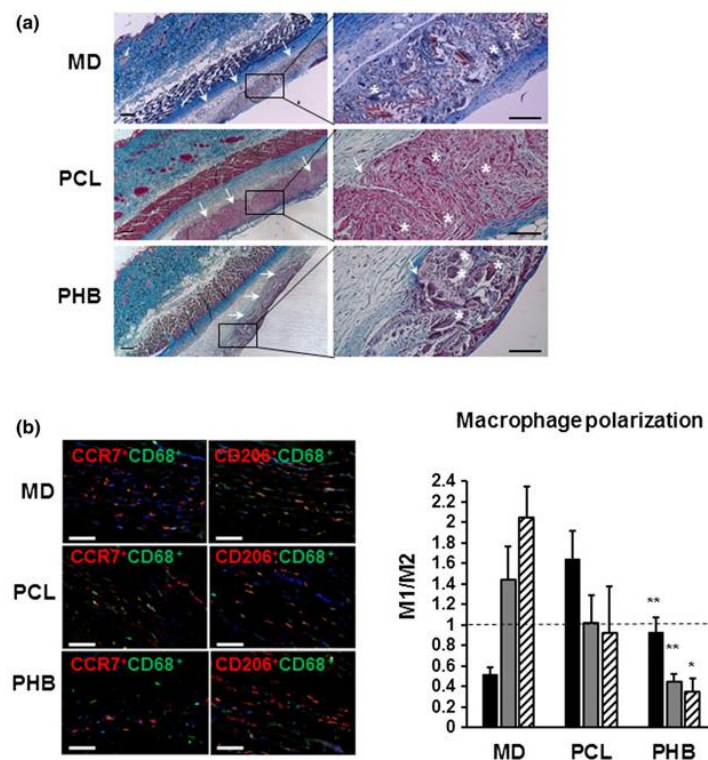 (a)
MD
*
*
*
PCL
*
*
*
*
PHB
*
*
*
*
(b)
MD
CCR7⁺CD68⁺
CD206⁺CD68⁺
PCL
CCR7⁺CD68⁺
CD206⁺CD68⁺
PHB
CCR7⁺CD68⁺
CD206⁺CD68⁺
Macrophage polarization
M1/M2
2.4
2.2
2
1.8
1.6
1.4
1.2
1
0.8
0.6
0.4
0.2
0
**
**
*
MD PCL PHB